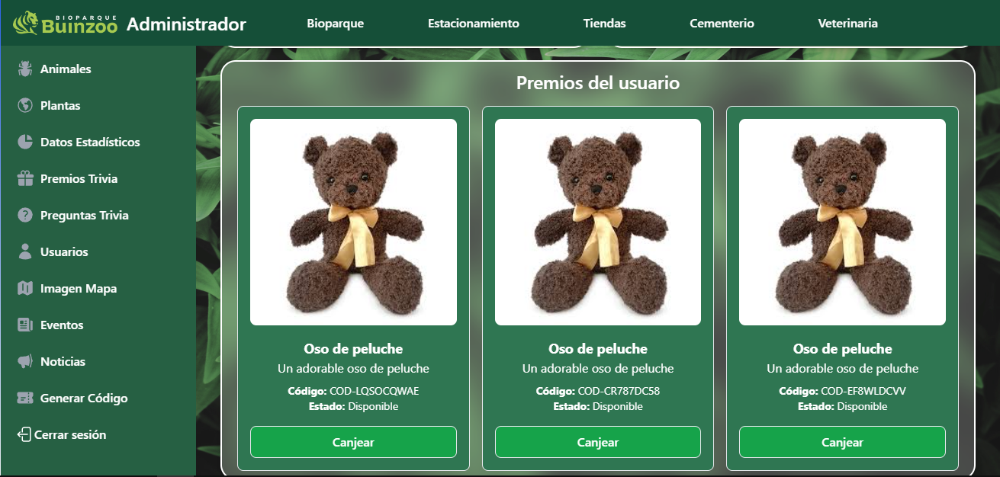 BIOPARQUE
Buinzoo
Administrador
Bioparque
Estacionamiento
Tiendas
Cementerio
Veterinaria
Animales
Plantas
Datos Estadísticos
Premios Trivia
Preguntas Trivia
Usuarios
Imagen Mapa
Eventos
Noticias
Generar Código
Cerrar sesión
Premios del usuario
Oso de peluche
Un adorable oso de peluche
Código: COD-LQSOCQWAE
Estado: Disponible
Canjear
Oso de peluche
Un adorable oso de peluche
Código: COD-CR787DC58
Estado: Disponible
Canjear
Oso de peluche
Un adorable oso de peluche
Código: COD-EF8WLDCVV
Estado: Disponible
Canjear